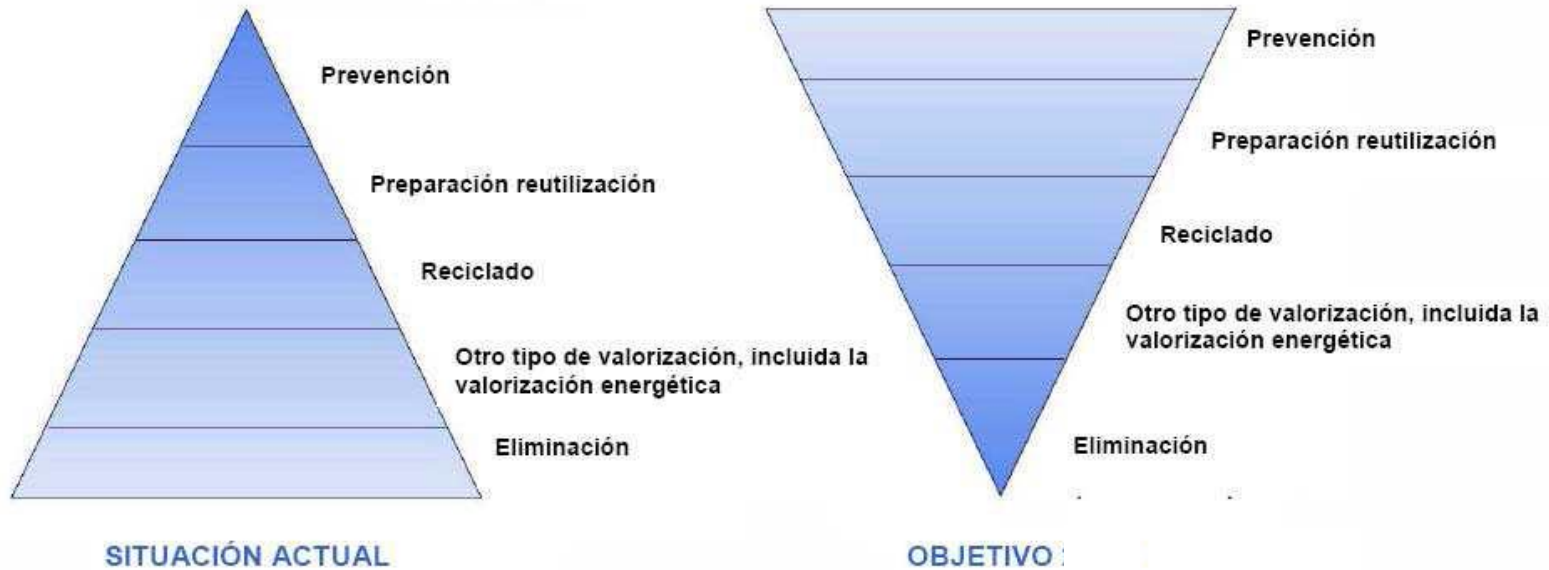 Prevención
Preparación reutilización
Reciclado
Otro tipo de valorización, incluida la
valorización energética
Eliminación
SITUACIÓN ACTUAL
Prevención
Preparación reutilización
Reciclado
Otro tipo de valorización, incluida la
valorización energética
Eliminación
OBJETIVO